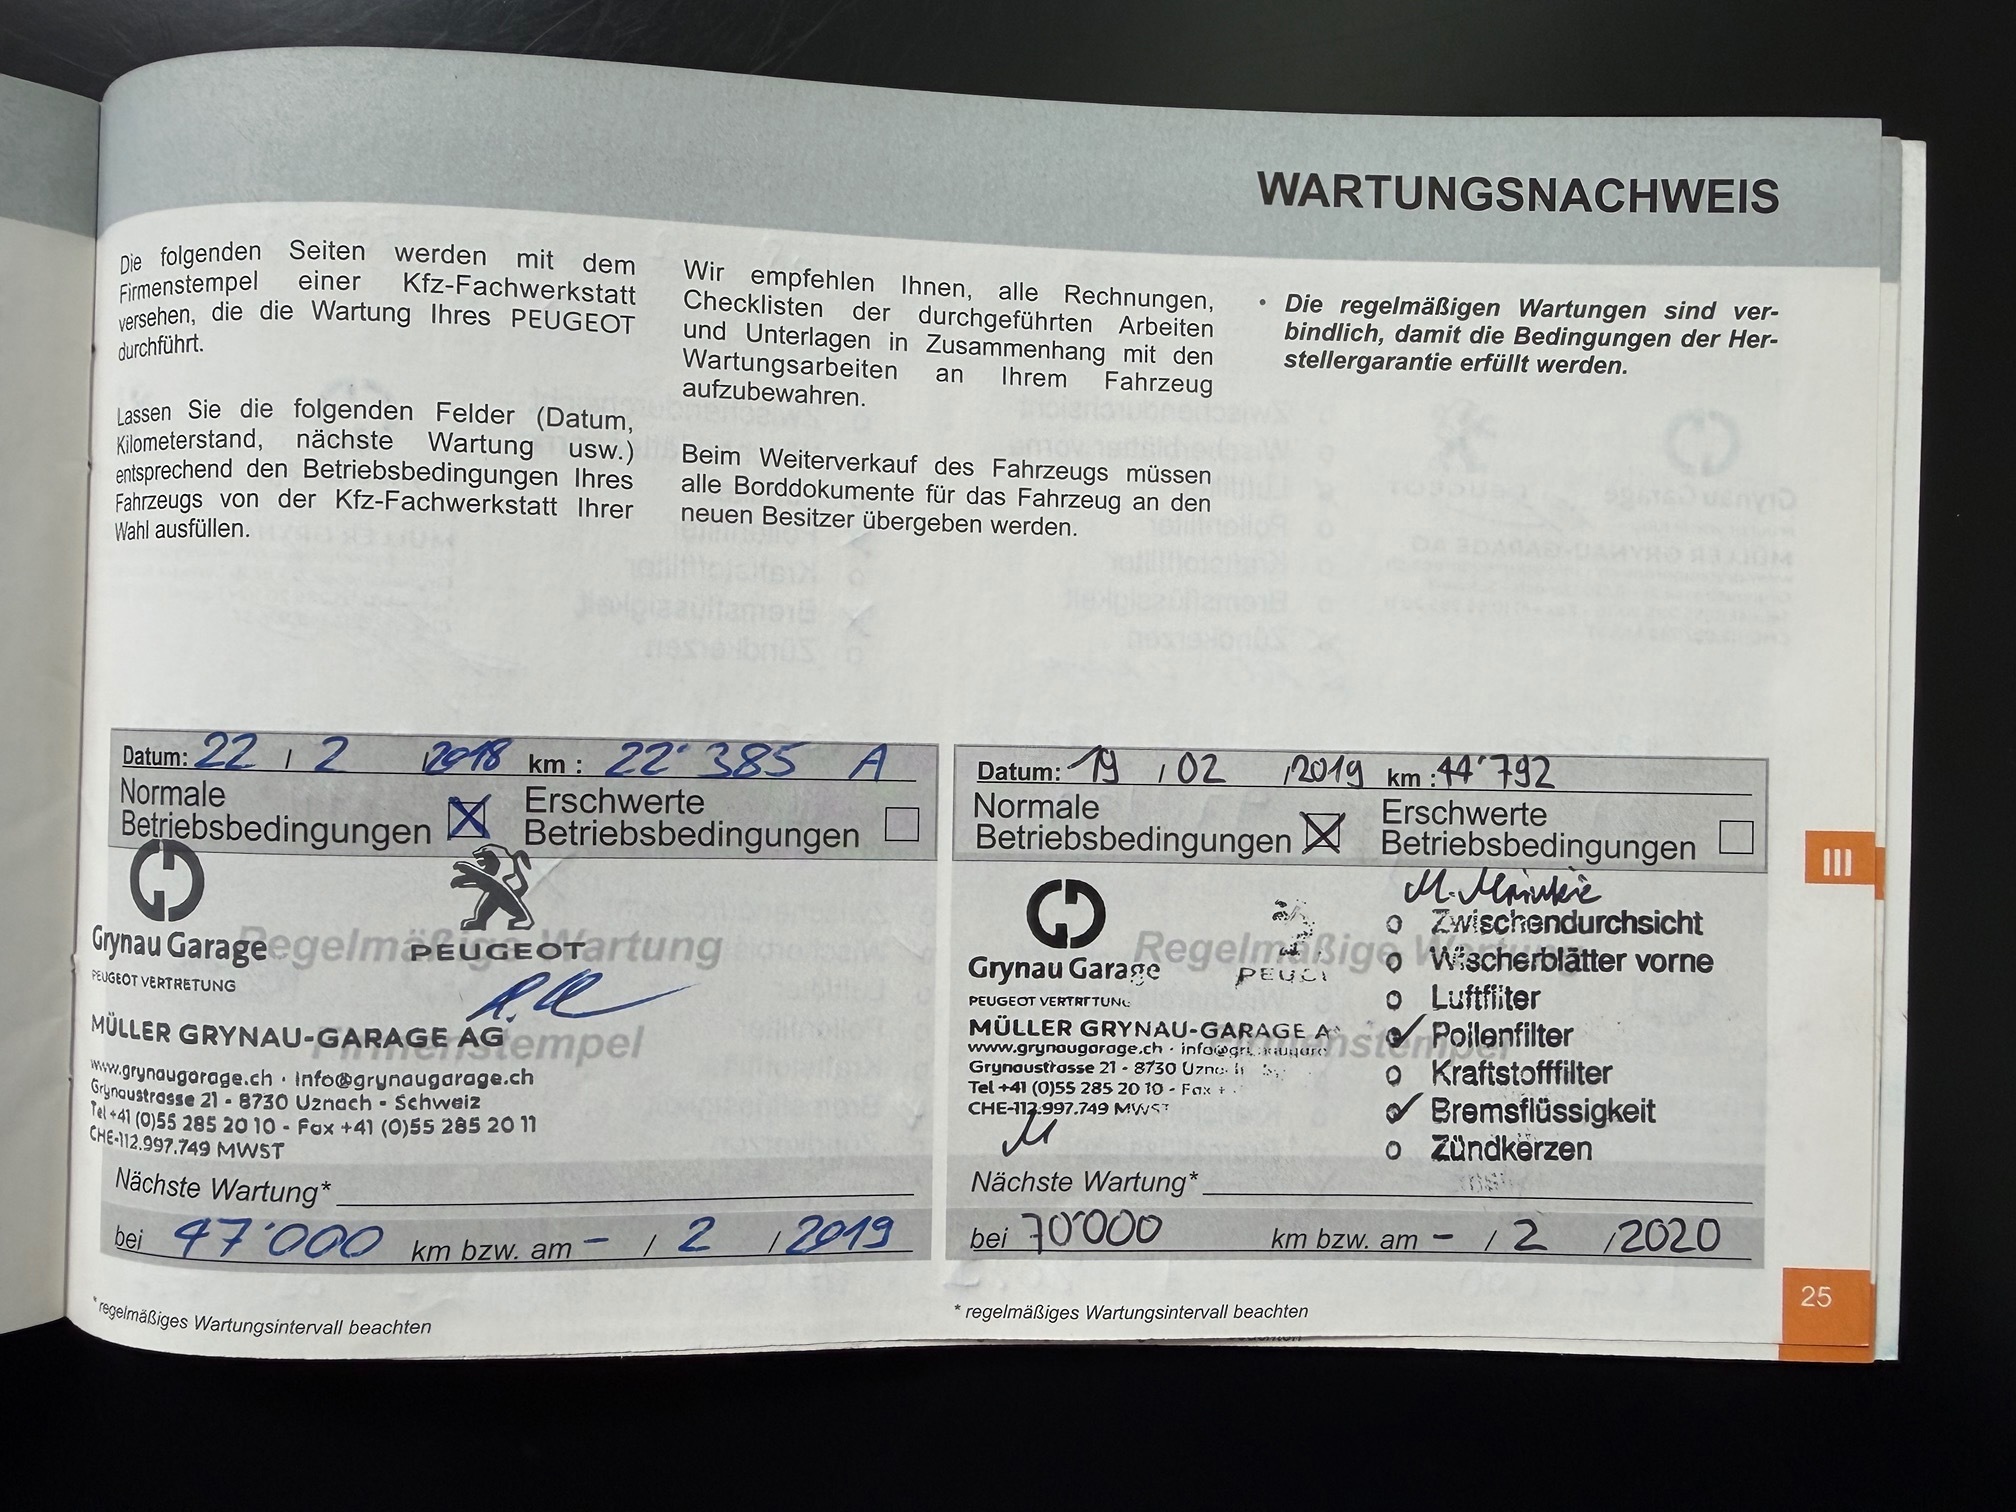 WARTUNGSNACHWEIS
Die folgenden Seiten werden mit dem
Firmenstempel einer Kfz-Fachwerkstatt
versehen, die die Wartung Ihres PEUGEOT
durchführt.
Lassen Sie die folgenden Felder (Datum,
Kilometerstand, nächste Wartung usw.)
entsprechend den Betriebsbedingungen Ihres
Fahrzeugs von der Kfz-Fachwerkstatt Ihrer
Wahl ausfüllen.
Wir empfehlen Ihnen, alle Rechnungen,
Checklisten der durchgeführten Arbeiten
und Unterlagen in Zusammenhang mit den
Wartungsarbeiten an Ihrem Fahrzeug
aufzubewahren.
Beim Weiterverkauf des Fahrzeugs müssen
alle Borddokumente für das Fahrzeug an den
neuen Besitzer übergeben werden.
• Die regelmäßigen Wartungen sind ver-
bindlich, damit die Bedingungen der Her-
stellergarantie erfüllt werden.
Datum: 22 / 2 / 2018 km : 22'385 A
Normale
Betriebsbedingungen
Erschwerte
Betriebsbedingungen
Grynau Garage
PEUGEOT VERTRETUNG
PEUGEOT
Regelmäßige Wartung
Firmenstempel
MÜLLER GRYNAU-GARAGE AG
www.grynaugarage.ch · info@grynaugarage.ch
Grynaustrasse 21 - 8730 Uznach - Schweiz
Tel +41 (0)55 285 20 10 - Fax +41 (0)55 285 20 11
CHE-112.997.749 MWST
Nächste Wartung*
bei 47'000 km bzw. am - / 2 / 2019
* regelmäßiges Wartungsintervall beachten
Datum: 19 / 02 / 2019 km : 44'792
Normale
Betriebsbedingungen
Erschwerte
Betriebsbedingungen
Grynau Garage
PEUGEOT VERTRETUNG
Regelmäßige Wartung
Firmenstempel
MÜLLER GRYNAU-GARAGE
www.grynaugarage.ch ·
Grynaustrasse 21 - 8730
Tel +41 (0)55 285 20 10 - Fax +
CHE-112.997.749 MWST
o Zwischendurchsicht
o Wischerblätter vorne
o Luftfilter
o Pollenfilter
o Kraftstofffilter
o Bremsflüssigkeit
o Zündkerzen
Nächste Wartung*
bei 70'000 km bzw. am - / 2 / 2020
* regelmäßiges Wartungsintervall beachten
III
25